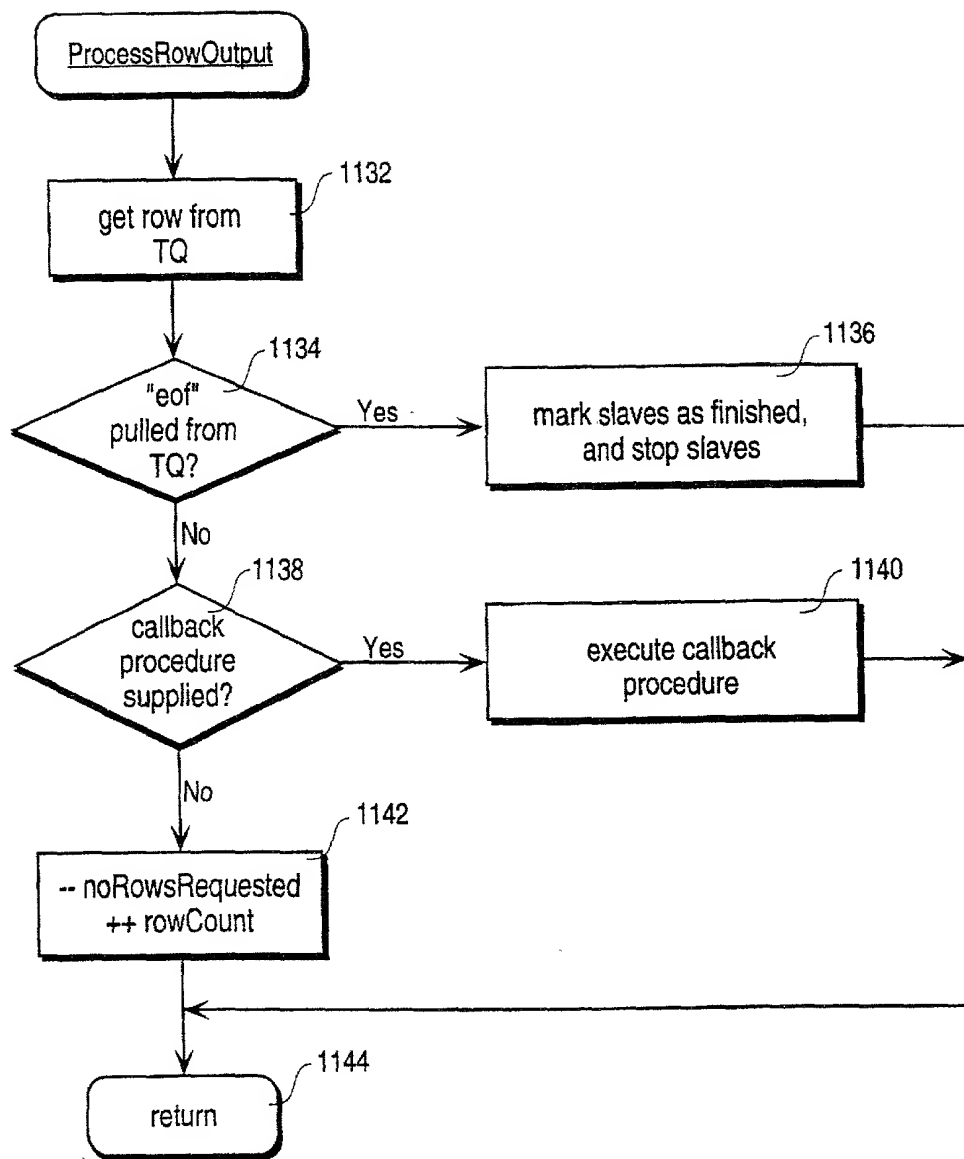 ProcessRowOutput
1132
get row from
TQ
1134
"eof"
pulled from
TQ?
Yes
1136
mark slaves as finished,
and stop slaves
No
1138
callback
procedure
supplied?
Yes
1140
execute callback
procedure
No
1142
-- noRowsRequested
++ rowCount
1144
return